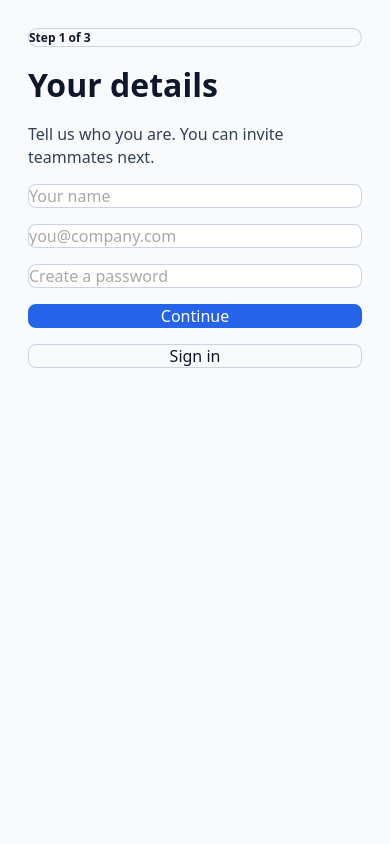 Step 1 of 3
Your details
Tell us who you are. You can invite
teammates next.
Your name
you@company.com
Create a password
Continue
Sign in